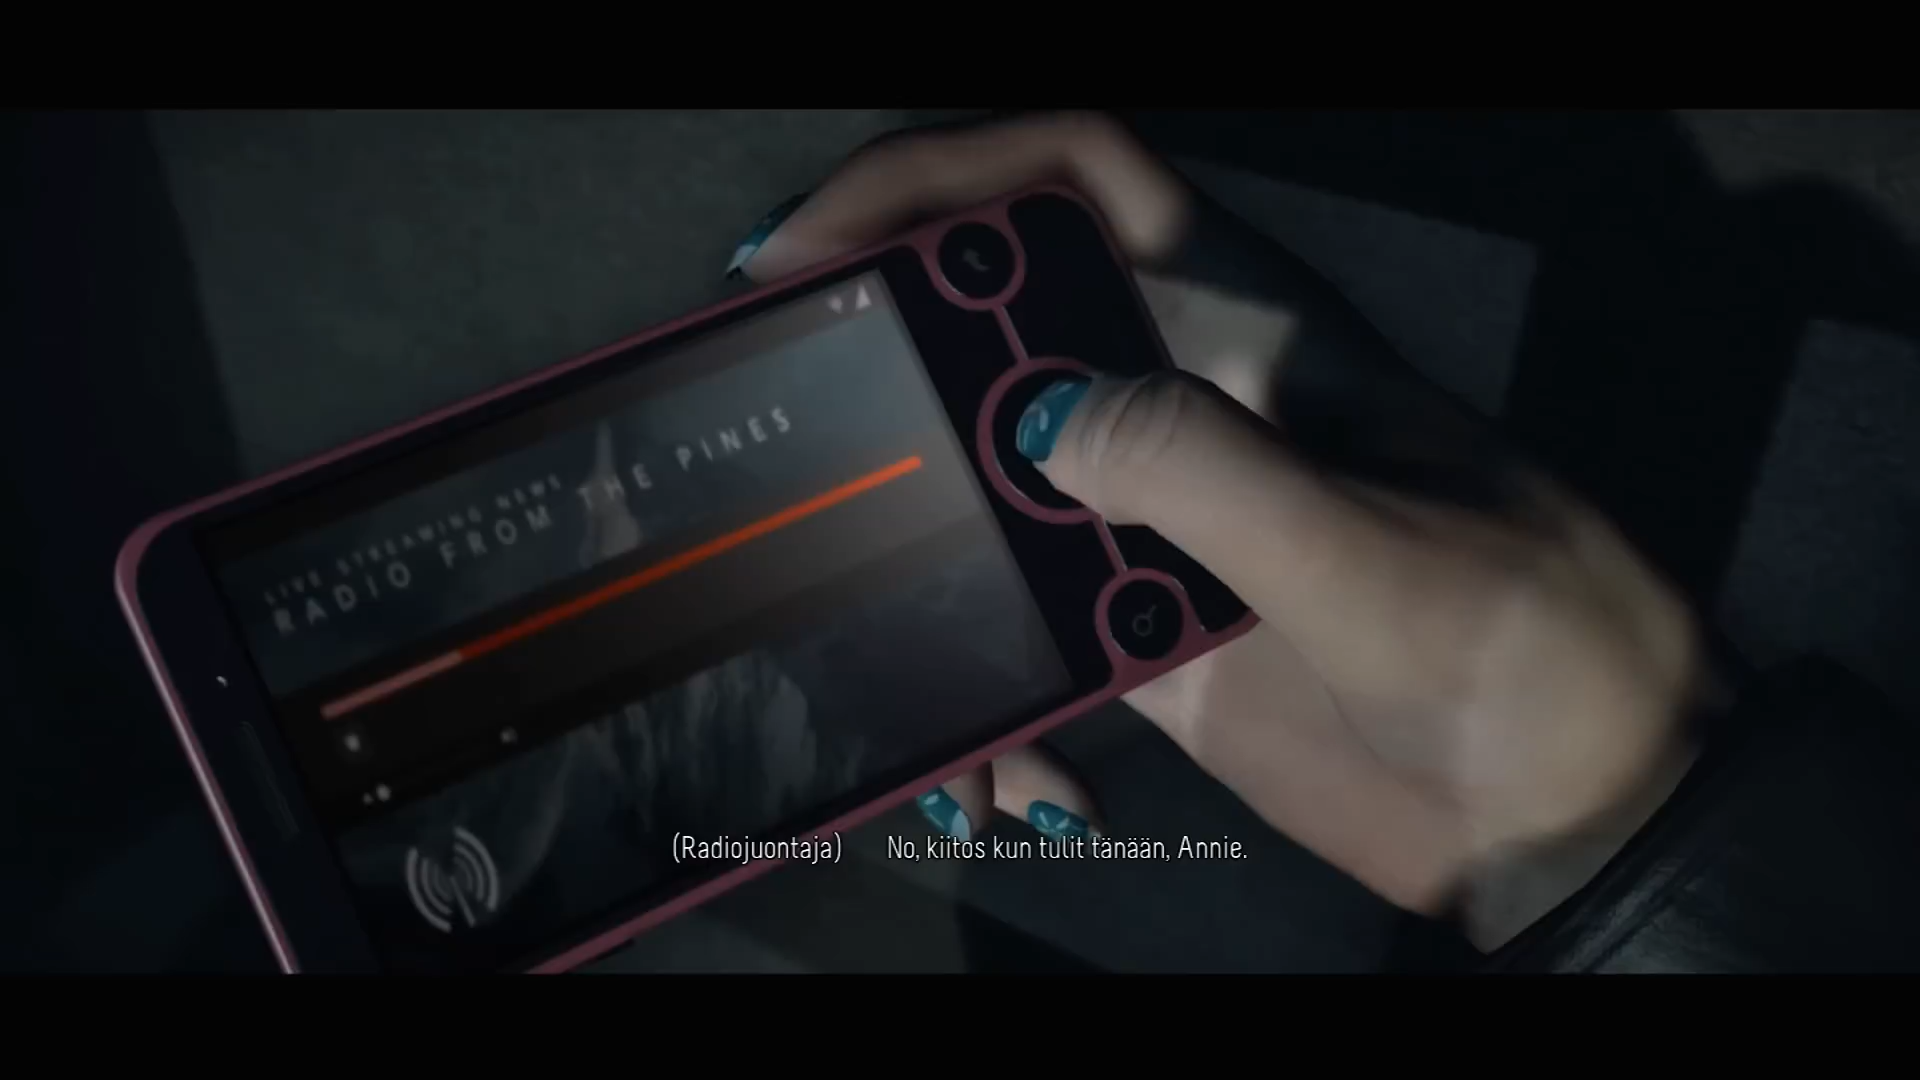 LIVE STREAMING NEWS
RADIO FROM THE PINES
(Radiojuontaja) No, kiitos kun tulit tänään, Annie.